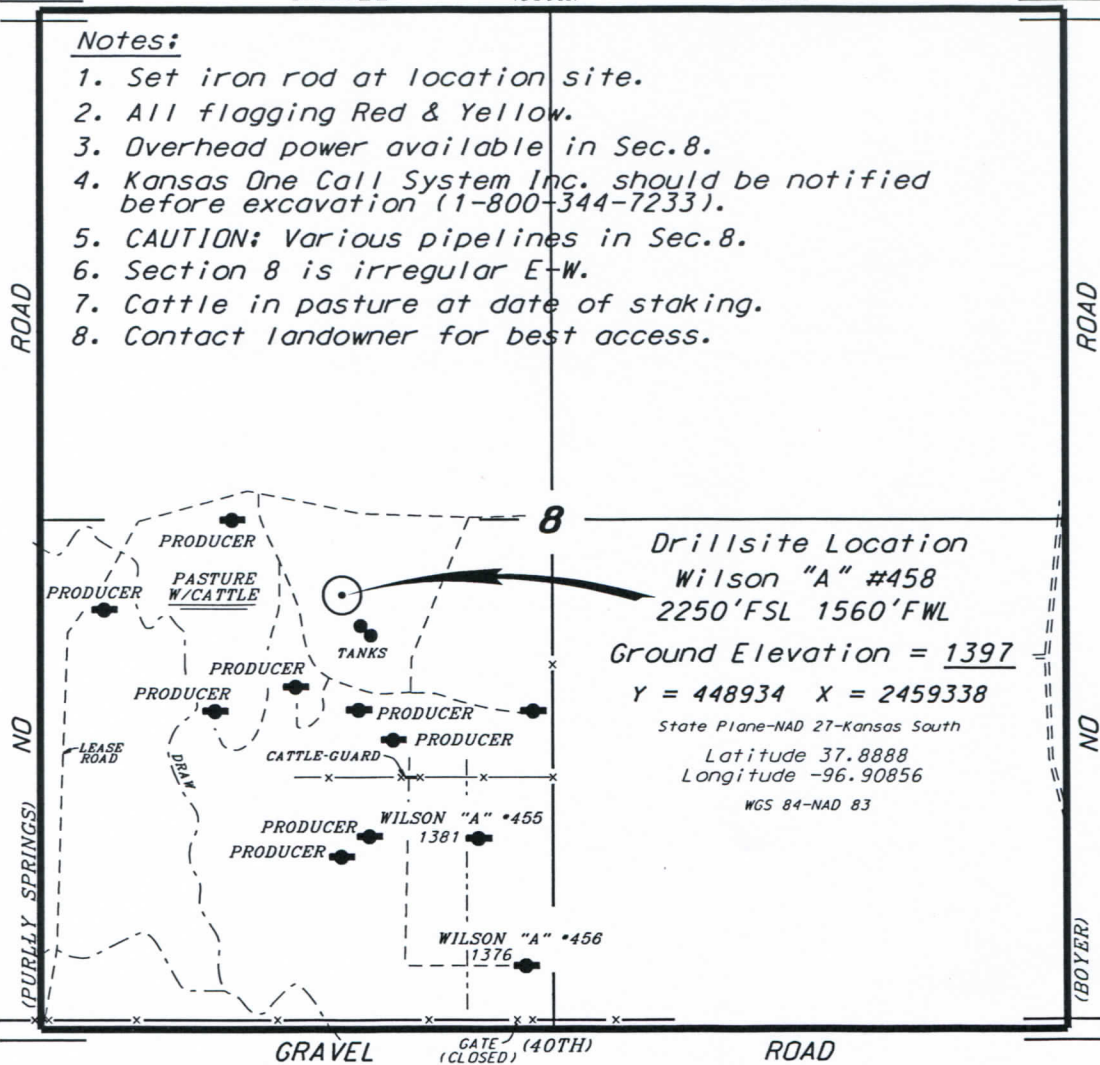 Notes:
1. Set iron rod at location site.
2. All flagging Red & Yellow.
3. Overhead power available in Sec.8.
4. Kansas One Call System Inc. should be notified
before excavation (1-800-344-7233).
5. CAUTION: Various pipelines in Sec.8.
6. Section 8 is irregular E-W.
7. Cattle in pasture at date of staking.
8. Contact landowner for best access.
ROAD
ROAD
8
PRODUCER
Drillsite Location
Wilson "A" #458
2250'FSL 1560'FWL
Ground Elevation = 1397
Y = 448934 X = 2459338
State Plane-NAD 27-Kansas South
Latitude 37.8888
Longitude -96.90856
WGS 84-NAD 83
PASTURE
W/CATTLE
PRODUCER
TANKS
PRODUCER
PRODUCER
PRODUCER
PRODUCER
NO
NO
LEASE
ROAD
DRAW
CATTLE-GUARD
WILSON "A" #455
1381
PRODUCER
PRODUCER
WILSON "A" #456
1376
(PURLLY SPRINGS)
(BOYER)
GRAVEL
GATE
(CLOSED)
(40TH)
ROAD